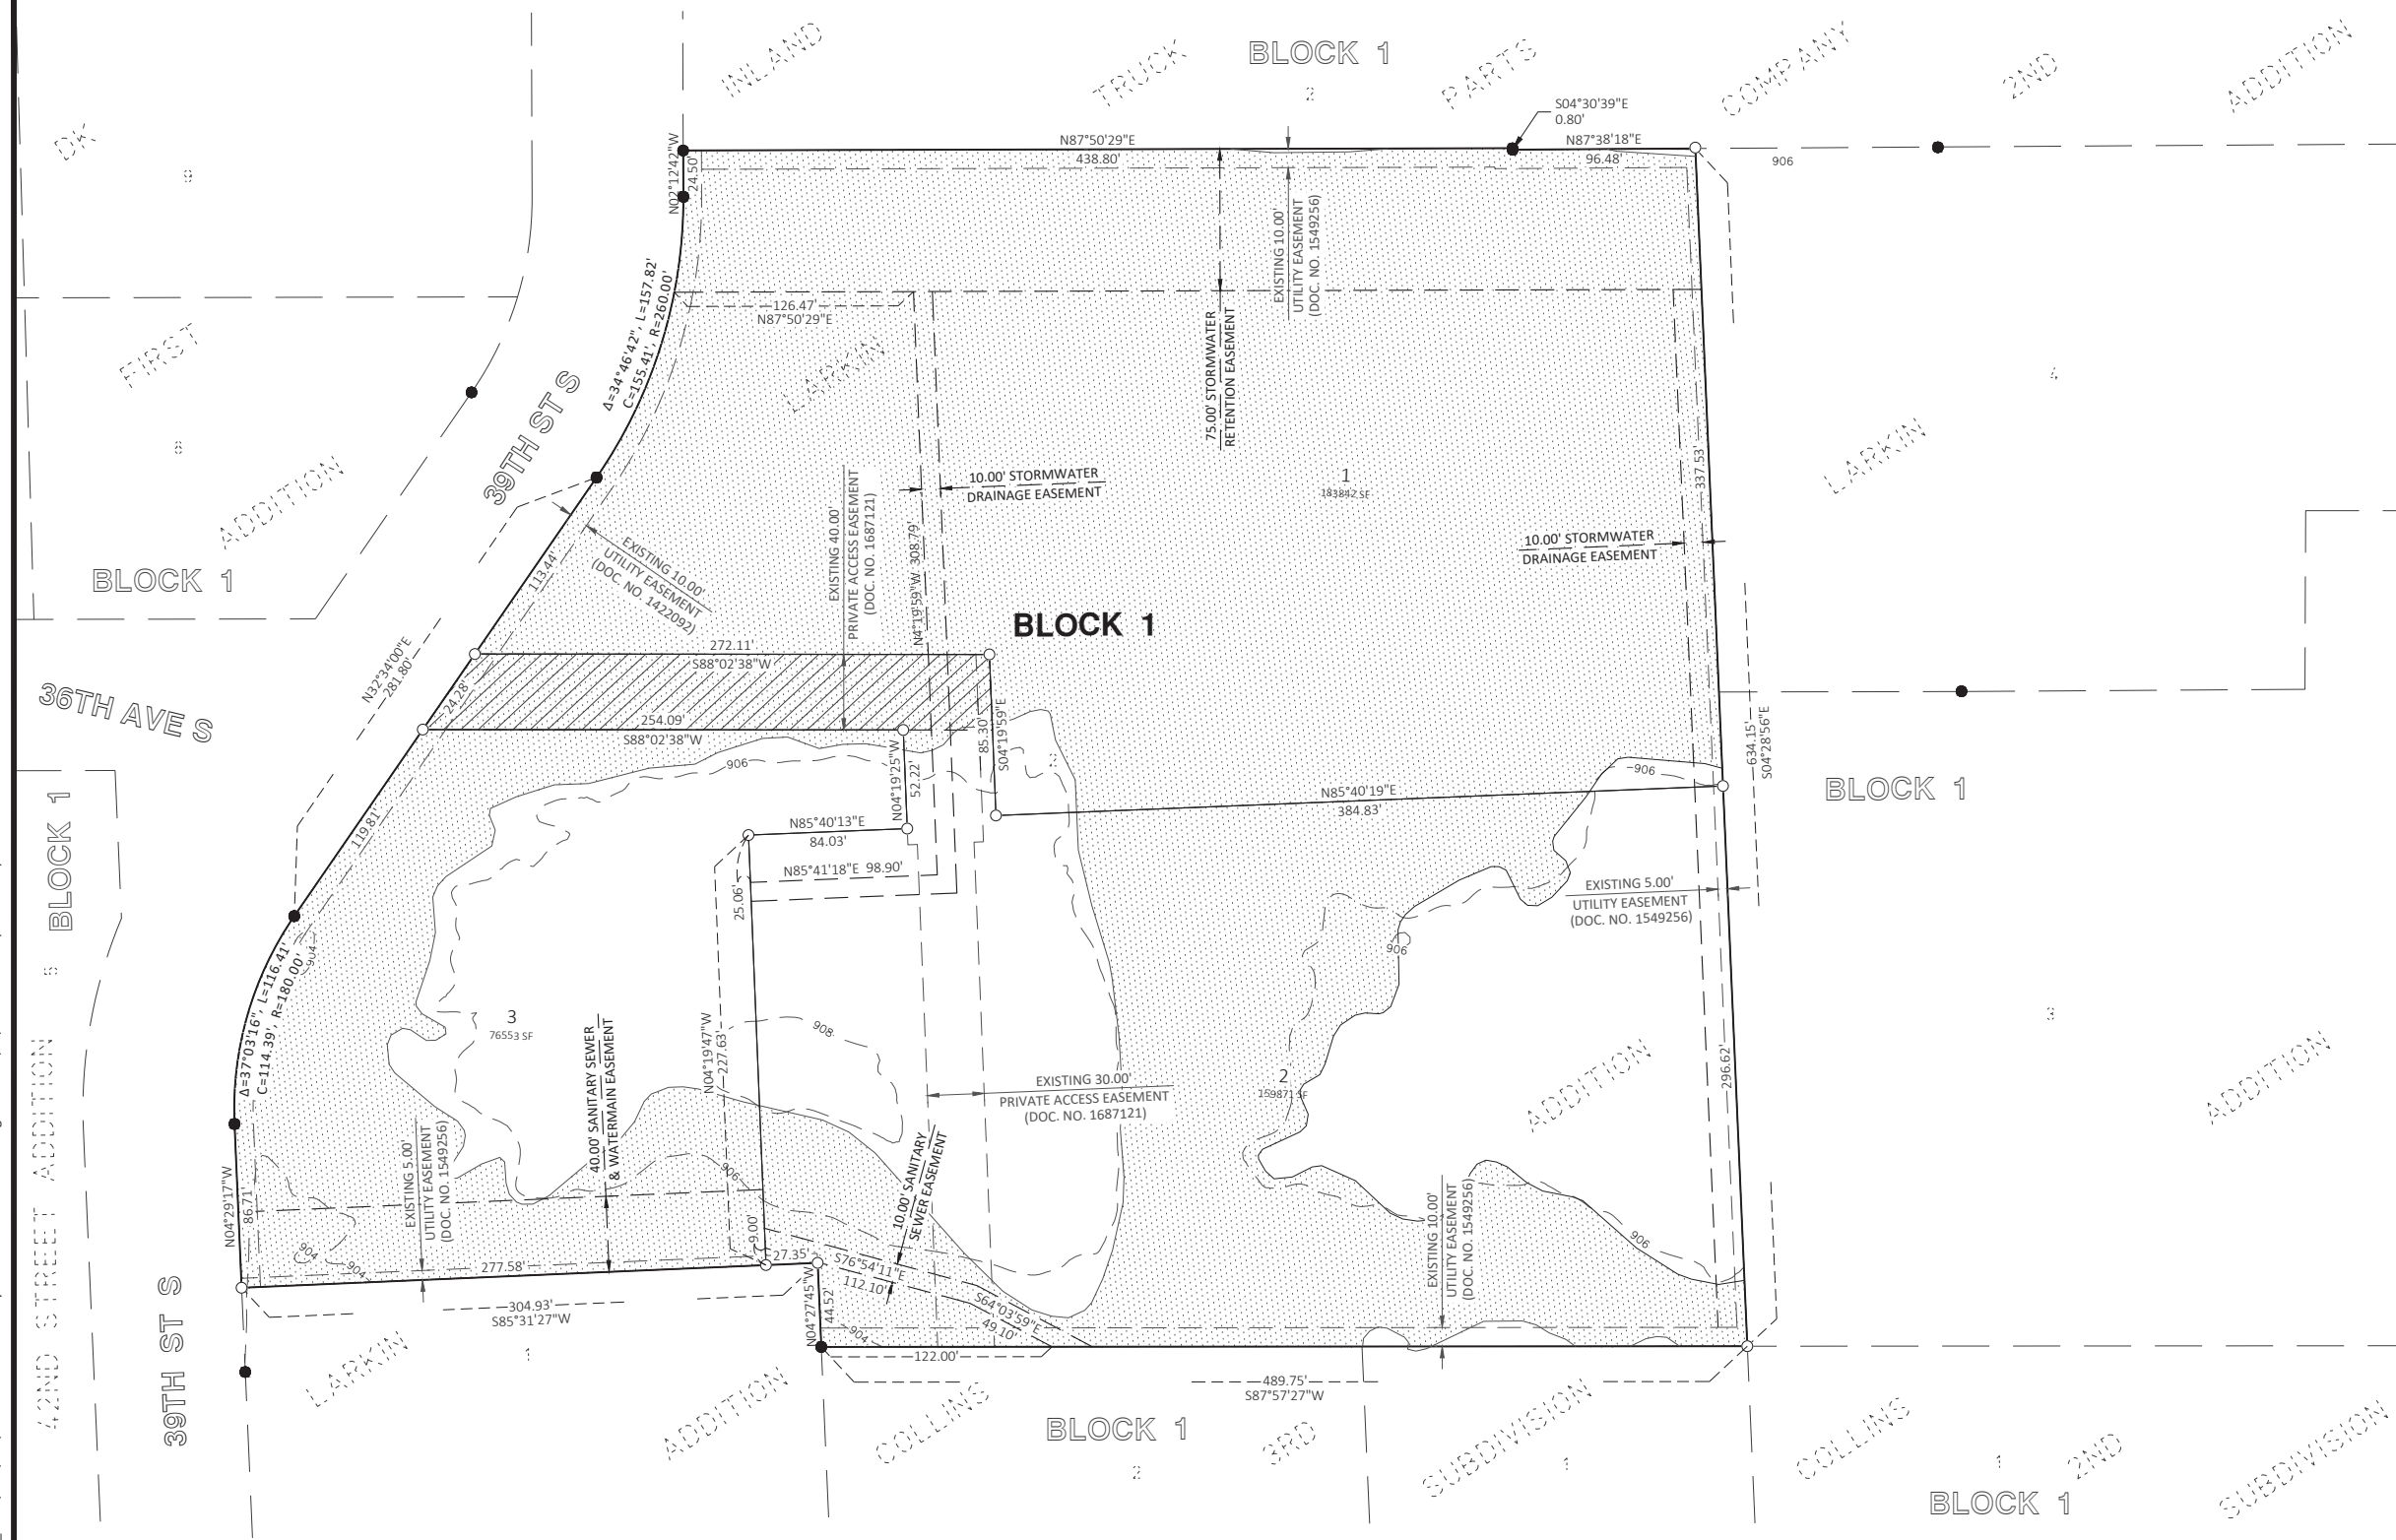 INLAND
TRUCK
BLOCK 1
2
PARTS
COMPANY
2ND
ADDITION
DK
9
S04°30'39"E
0.80'
N87°50'29"E
438.80'
N87°38'18"E
96.48'
906
N02°12'42"W
24.50'
EXISTING 10.00'
UTILITY EASEMENT
(DOC. NO. 1549256)
126.47'
N87°50'29"E
Δ=34°46'42", L=157.82'
C=155.41', R=260.00'
75.00' STORMWATER
RETENTION EASEMENT
FIRST
8
ADDITION
BLOCK 1
39TH ST S
LARKIN
4
LARKIN
10.00' STORMWATER
DRAINAGE EASEMENT
1
183842 SF
337.53'
10.00' STORMWATER
DRAINAGE EASEMENT
EXISTING 40.00'
PRIVATE ACCESS EASEMENT
(DOC. NO. 1687121)
N4°19'59"W 308.79'
113.44'
EXISTING 10.00'
UTILITY EASEMENT
(DOC. NO. 1422092)
BLOCK 1
N32°34'00"E
281.80'
272.11'
S88°02'38"W
24.28'
254.09'
S88°02'38"W
36TH AVE S
85.30'
S04°19'59"E
634.15'
S04°28'56"E
906
2
906
N04°19'25"W
52.22'
N85°40'19"E
384.83'
BLOCK 1
119.81'
N85°40'13"E
84.03'
N85°41'18"E 98.90'
25.06'
BLOCK 1
5
42ND STREET ADDITION
EXISTING 5.00'
UTILITY EASEMENT
(DOC. NO. 1549256)
906
904
Δ=37°03'16", L=116.41'
C=114.39', R=180.00'
3
76553 SF
N04°19'47"W
227.63'
908
3
40.00' SANITARY SEWER
& WATERMAIN EASEMENT
EXISTING 30.00'
PRIVATE ACCESS EASEMENT
(DOC. NO. 1687121)
2
159871 SF
296.62'
ADDITION
ADDITION
N04°29'17"W
86.71'
EXISTING 5.00'
UTILITY EASEMENT
(DOC. NO. 1549256)
906
10.00' SANITARY
SEWER EASEMENT
EXISTING 10.00'
UTILITY EASEMENT
(DOC. NO. 1549256)
906
904
904
9.00'
27.35'
277.58'
S76°54'11"E
112.10'
S64°03'59"E
49.10'
304.93'
S85°31'27"W
N04°27'45"W
44.52'
904
122.00'
489.75'
S87°57'27"W
39TH ST S
LARKIN
1
ADDITION
COLLINS
BLOCK 1
2
3RD
SUBDIVISION
1
COLLINS
1
2ND
SUBDIVISION
BLOCK 1